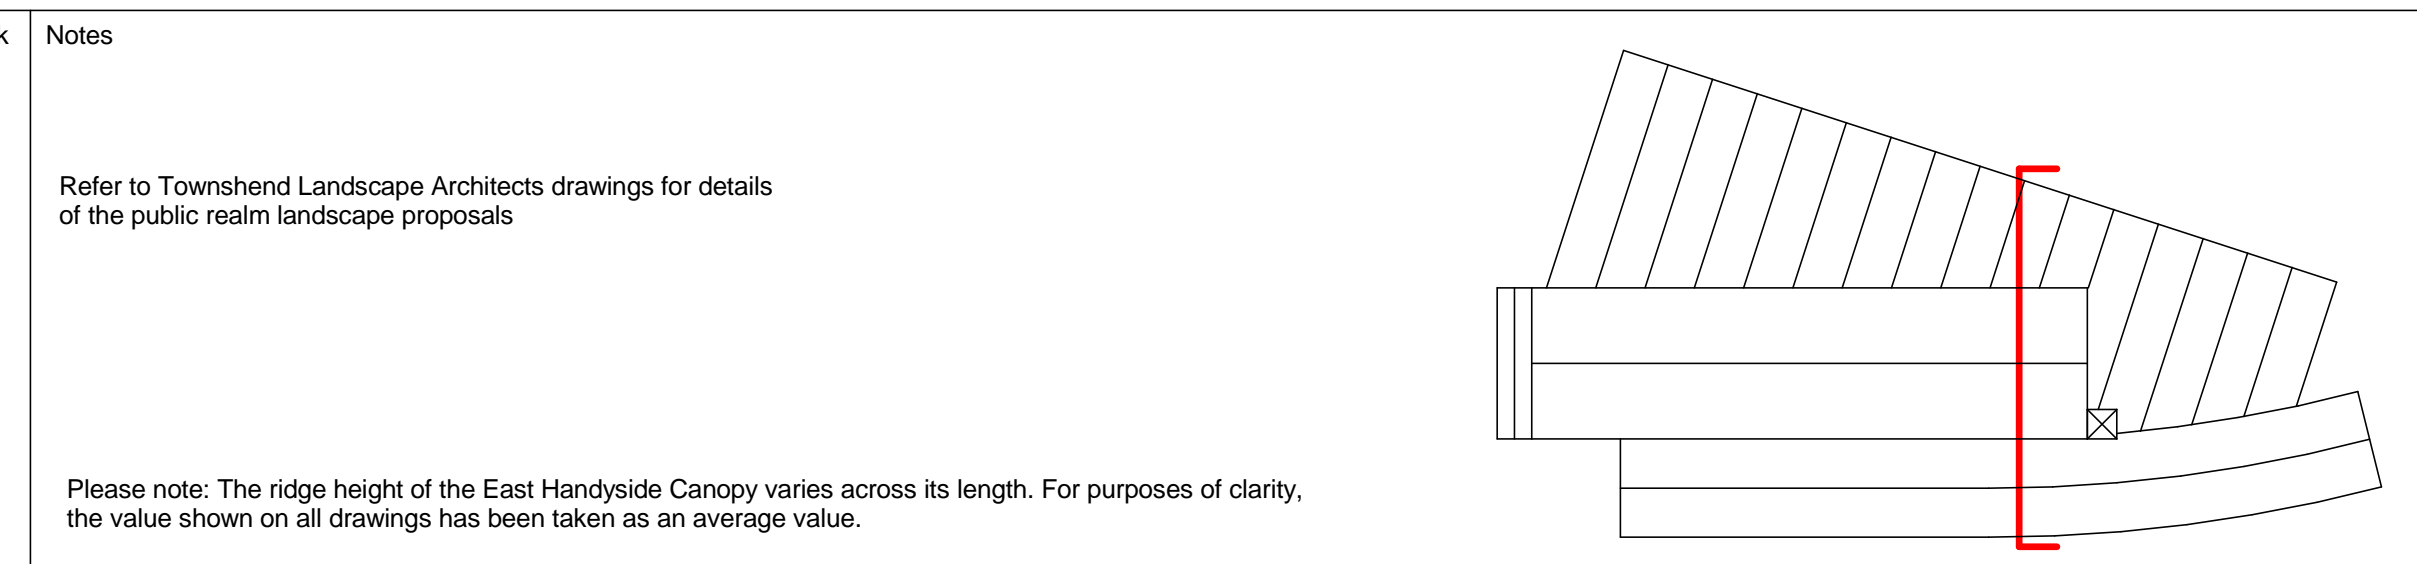 k
Notes
Refer to Townshend Landscape Architects drawings for details
of the public realm landscape proposals
Please note: The ridge height of the East Handyside Canopy varies across its length. For purposes of clarity,
the value shown on all drawings has been taken as an average value.